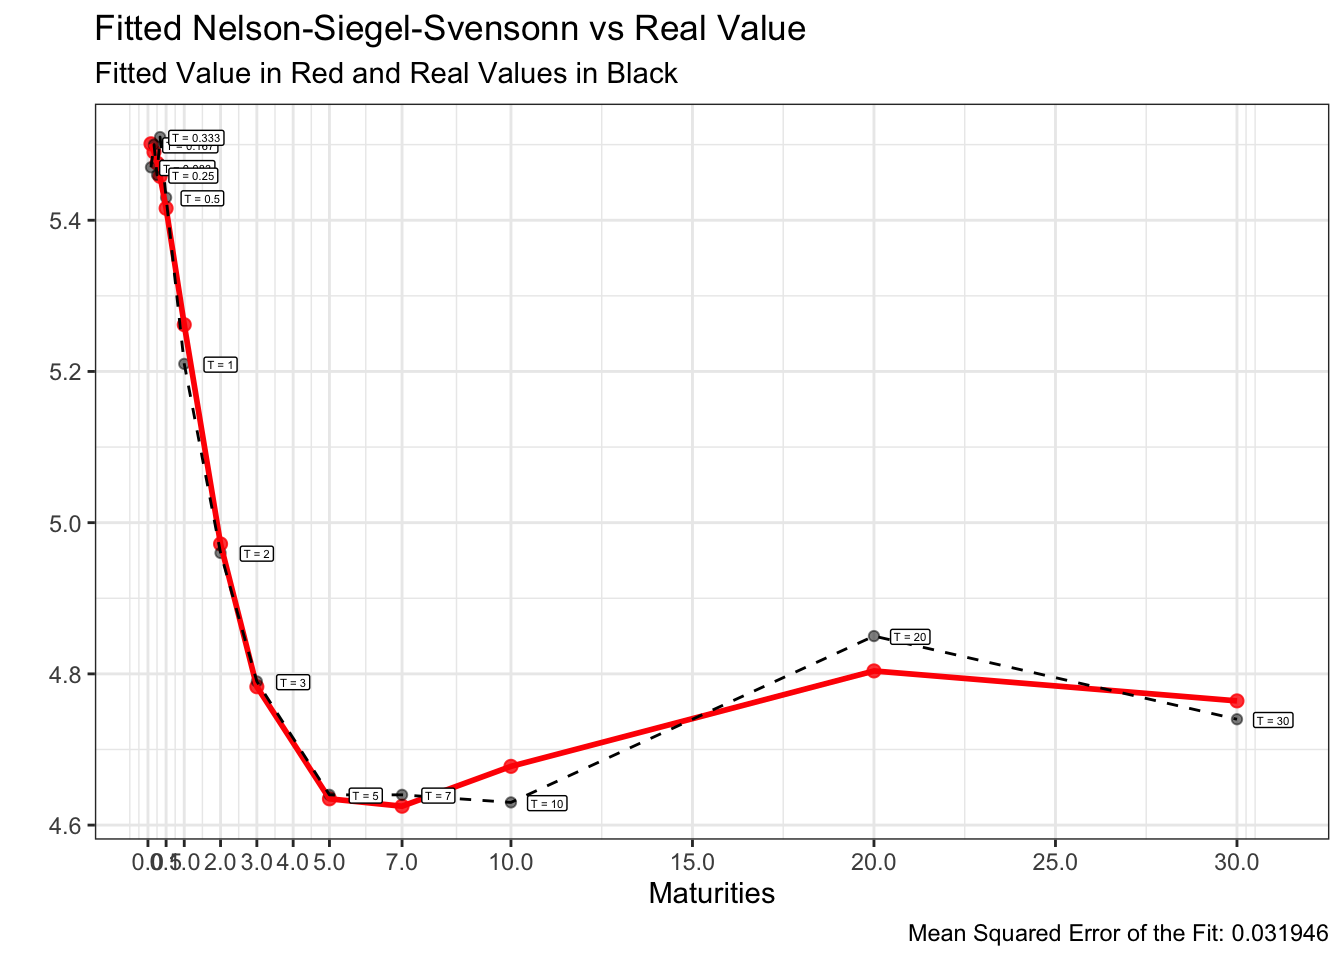 Fitted Nelson-Siegel-Svensonn vs Real Value
Fitted Value in Red and Real Values in Black
T = 0.333
T = 0.167
T = 0.25
T = 0.5
5.4
T = 1
5.2
T = 2
5.0
T = 3
4.8
T = 20
T = 30
T = 5
T = 7
T = 10
4.6
0.0 0.5 1.0 2.0 3.0 4.0 5.0 7.0 10.0 15.0 20.0 25.0 30.0
Maturities
Mean Squared Error of the Fit: 0.031946